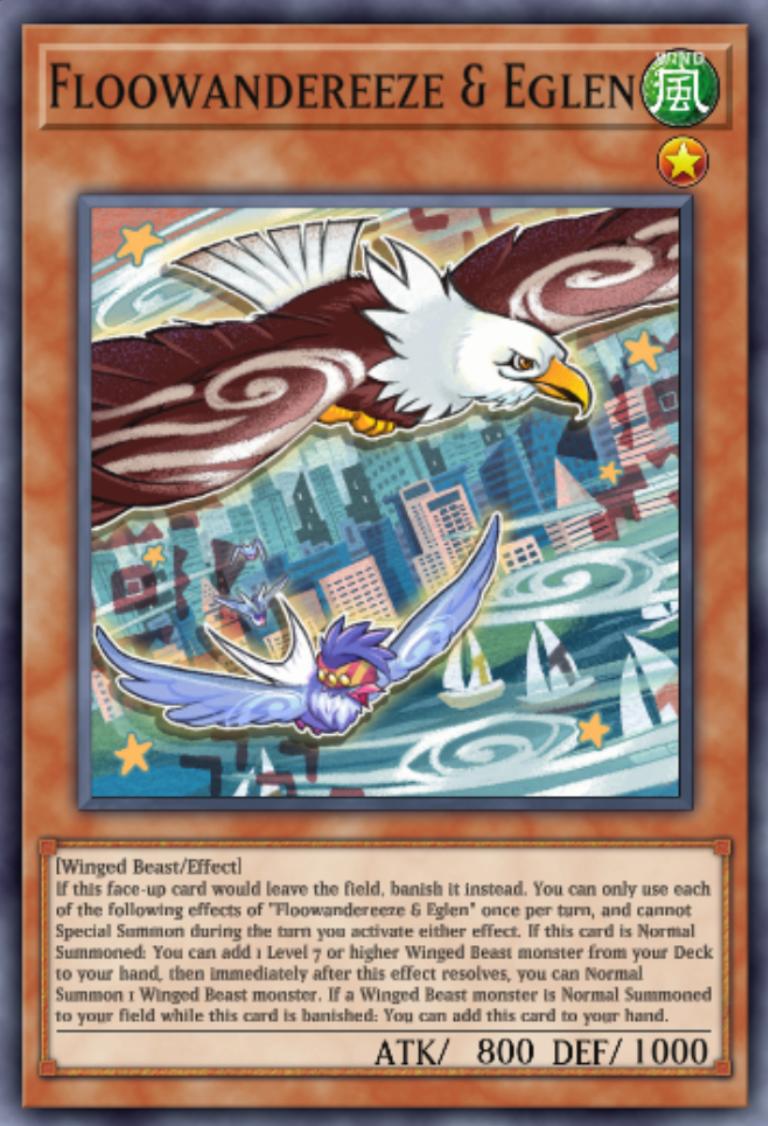 FLOOWANDEREEZE & EGLEN
WIND
風
[Winged Beast/Effect]
If this face-up card would leave the field, banish it instead. You can only use each
of the following effects of "Floowandereeze & Eglen" once per turn, and cannot
Special Summon during the turn you activate either effect. If this card is Normal
Summoned: You can add 1 Level 7 or higher Winged Beast monster from your Deck
to your hand, then immediately after this effect resolves, you can Normal
Summon 1 Winged Beast monster. If a Winged Beast monster is Normal Summoned
to your field while this card is banished: You can add this card to your hand.
ATK/ 800 DEF/ 1000